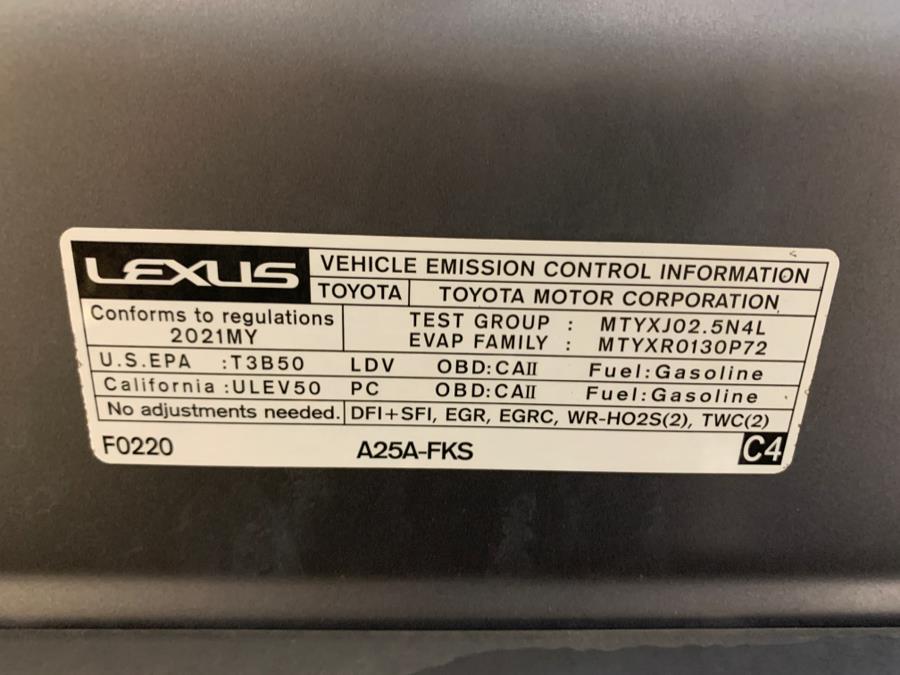 LEXUS VEHICLE EMISSION CONTROL INFORMATION
TOYOTA TOYOTA MOTOR CORPORATION
Conforms to regulations TEST GROUP : MTYXJ02.5N4L
2021MY EVAP FAMILY : MTYXR0130P72
U.S.EPA :T3B50 LDV OBD:CAII Fuel:Gasoline
California :ULEV50 PC OBD:CAII Fuel:Gasoline
No adjustments needed. DFI+SFI, EGR, EGRC, WR-HO2S(2), TWC(2)
F0220 A25A-FKS C4